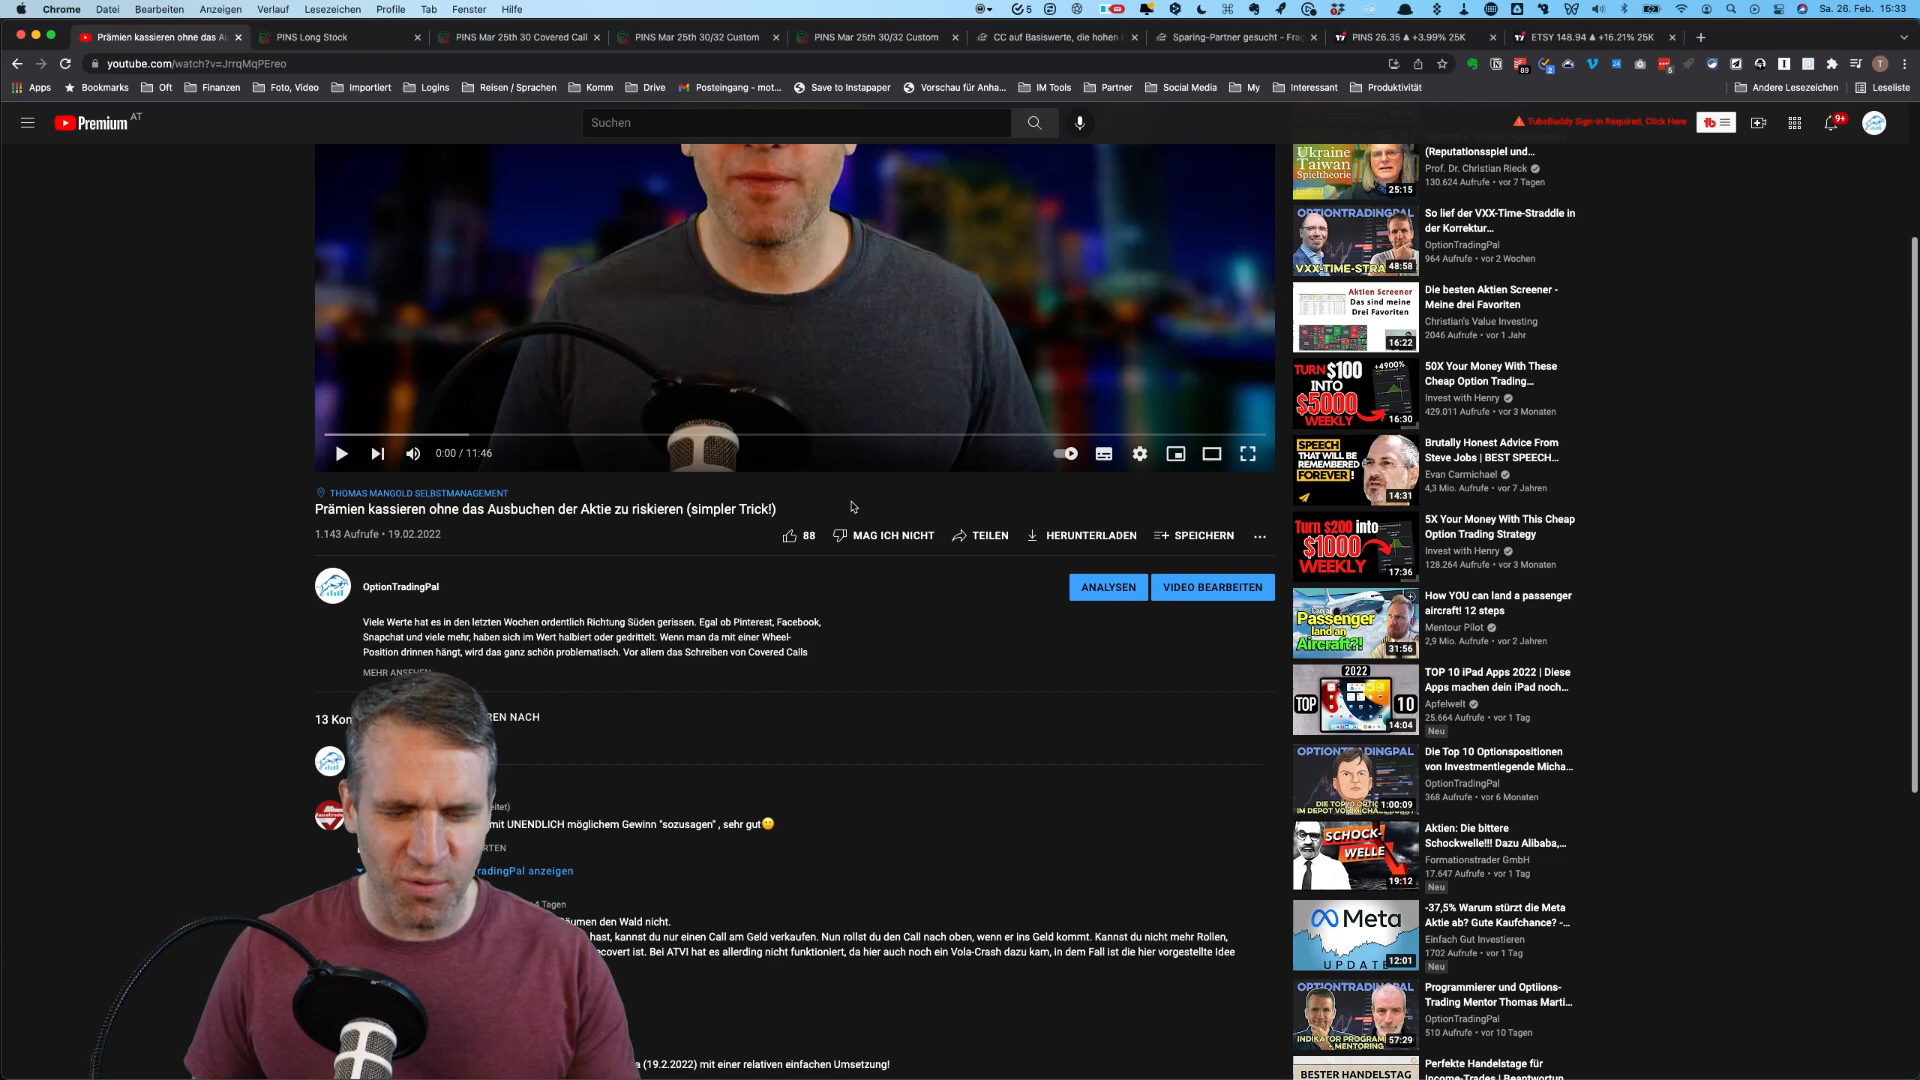 Chrome Datei Bearbeiten Anzeigen Verlauf Lesezeichen Profile Tab Fenster Hilfe
5 Sa. 26. Feb. 15:33
Prämien kassieren ohne das A
PINS Long Stock
PINS Mar 25th 30 Covered Call
PINS Mar 25th 30/32 Custom
PINS Mar 25th 30/32 Custom
CC auf Basiswerte, die hohen
Sparing-Partner gesucht - Fra
PINS 26.35 ▲ +3.99% 25K
ETSY 148.94 ▲ +16.21% 25K
youtube.com/watch?v=JrrqMqPEreo
Apps Bookmarks Oft Finanzen Foto, Video Importiert Logins Reisen / Sprachen Komm Drive Posteingang - mot... Save to Instapaper Vorschau für Anha... IM Tools Partner Social Media My Interessant Produktivität Andere Lesezeichen Leseliste
Premium AT
Suchen
TubeBuddy Sign-in Required, Click Here
9+
0:00 / 11:46
THOMAS MANGOLD SELBSTMANAGEMENT
Prämien kassieren ohne das Ausbuchen der Aktie zu riskieren (simpler Trick!)
1.143 Aufrufe • 19.02.2022
88 MAG ICH NICHT TEILEN HERUNTERLADEN SPEICHERN ...
OptionTradingPal
ANALYSEN VIDEO BEARBEITEN
Viele Werte hat es in den letzten Wochen ordentlich Richtung Süden gerissen. Egal ob Pinterest, Facebook,
Snapchat und viele mehr, haben sich im Wert halbiert oder gedrittelt. Wenn man da mit einer Wheel-
Position drinnen hängt, wird das ganz schön problematisch. Vor allem das Schreiben von Covered Calls
MEHR ANSEHEN
13 Kom
REN NACH
eitet)
mit UNENDLICH möglichem Gewinn "sozusagen" , sehr gut🙂
RTEN
radingPal anzeigen
4 Tagen
äumen den Wald nicht.
hast, kannst du nur einen Call am Geld verkaufen. Nun rollst du den Call nach oben, wenn er ins Geld kommt. Kannst du nicht mehr Rollen,
ecovert ist. Bei ATVI hat es allerding nicht funktioniert, da hier auch noch ein Vola-Crash dazu kam, in dem Fall ist die hier vorgestellte Idee
a (19.2.2022) mit einer relativen einfachen Umsetzung!
Ukraine
Taiwan
Spieltheorie
25:15
(Reputationsspiel und...
Prof. Dr. Christian Rieck
130.624 Aufrufe • vor 7 Tagen
OPTIONTRADINGPAL
VXX-TIME-STRA
48:58
So lief der VXX-Time-Straddle in
der Korrektur...
OptionTradingPal
964 Aufrufe • vor 2 Wochen
Aktien Screener
Das sind meine
Drei Favoriten
16:22
Die besten Aktien Screener -
Meine drei Favoriten
Christian's Value Investing
2046 Aufrufe • vor 1 Jahr
TURN $100
INTO
$5000
WEEKLY
+4900%
16:30
50X Your Money With These
Cheap Option Trading...
Invest with Henry
429.011 Aufrufe • vor 3 Monaten
SPEECH
THAT WILL BE
REMEMBERED
FOREVER!
14:31
Brutally Honest Advice From
Steve Jobs | BEST SPEECH...
Evan Carmichael
4,3 Mio. Aufrufe • vor 7 Jahren
Turn $200 into
$1000
WEEKLY
17:36
5X Your Money With This Cheap
Option Trading Strategy
Invest with Henry
128.264 Aufrufe • vor 3 Monaten
Can a
Passenger
land an
Aircraft?!
31:56
How YOU can land a passenger
aircraft! 12 steps
Mentour Pilot
2,9 Mio. Aufrufe • vor 2 Jahren
2022
TOP 10
14:04
TOP 10 iPad Apps 2022 | Diese
Apps machen dein iPad noch...
Apfelwelt
25.664 Aufrufe • vor 1 Tag
Neu
OPTIONTRADINGPAL
1:00:09
Die Top 10 Optionspositionen
von Investmentlegende Micha...
OptionTradingPal
368 Aufrufe • vor 6 Monaten
SCHOCK-
WELLE
19:12
Aktien: Die bittere
Schockwelle!!! Dazu Alibaba,...
Formationstrader GmbH
17.647 Aufrufe • vor 1 Tag
Neu
Meta
UPDATE
12:01
-37,5% Warum stürzt die Meta
Aktie ab? Gute Kaufchance? -...
Einfach Gut Investieren
1702 Aufrufe • vor 1 Tag
Neu
OPTIONTRADINGPAL
INDIKATOR PROGRAM
MENTORING
57:29
Programmierer und Optiions-
Trading Mentor Thomas Marti...
OptionTradingPal
510 Aufrufe • vor 10 Tagen
BESTER HANDELSTAG
Perfekte Handelstage für
Income-Trades | Beantwortun